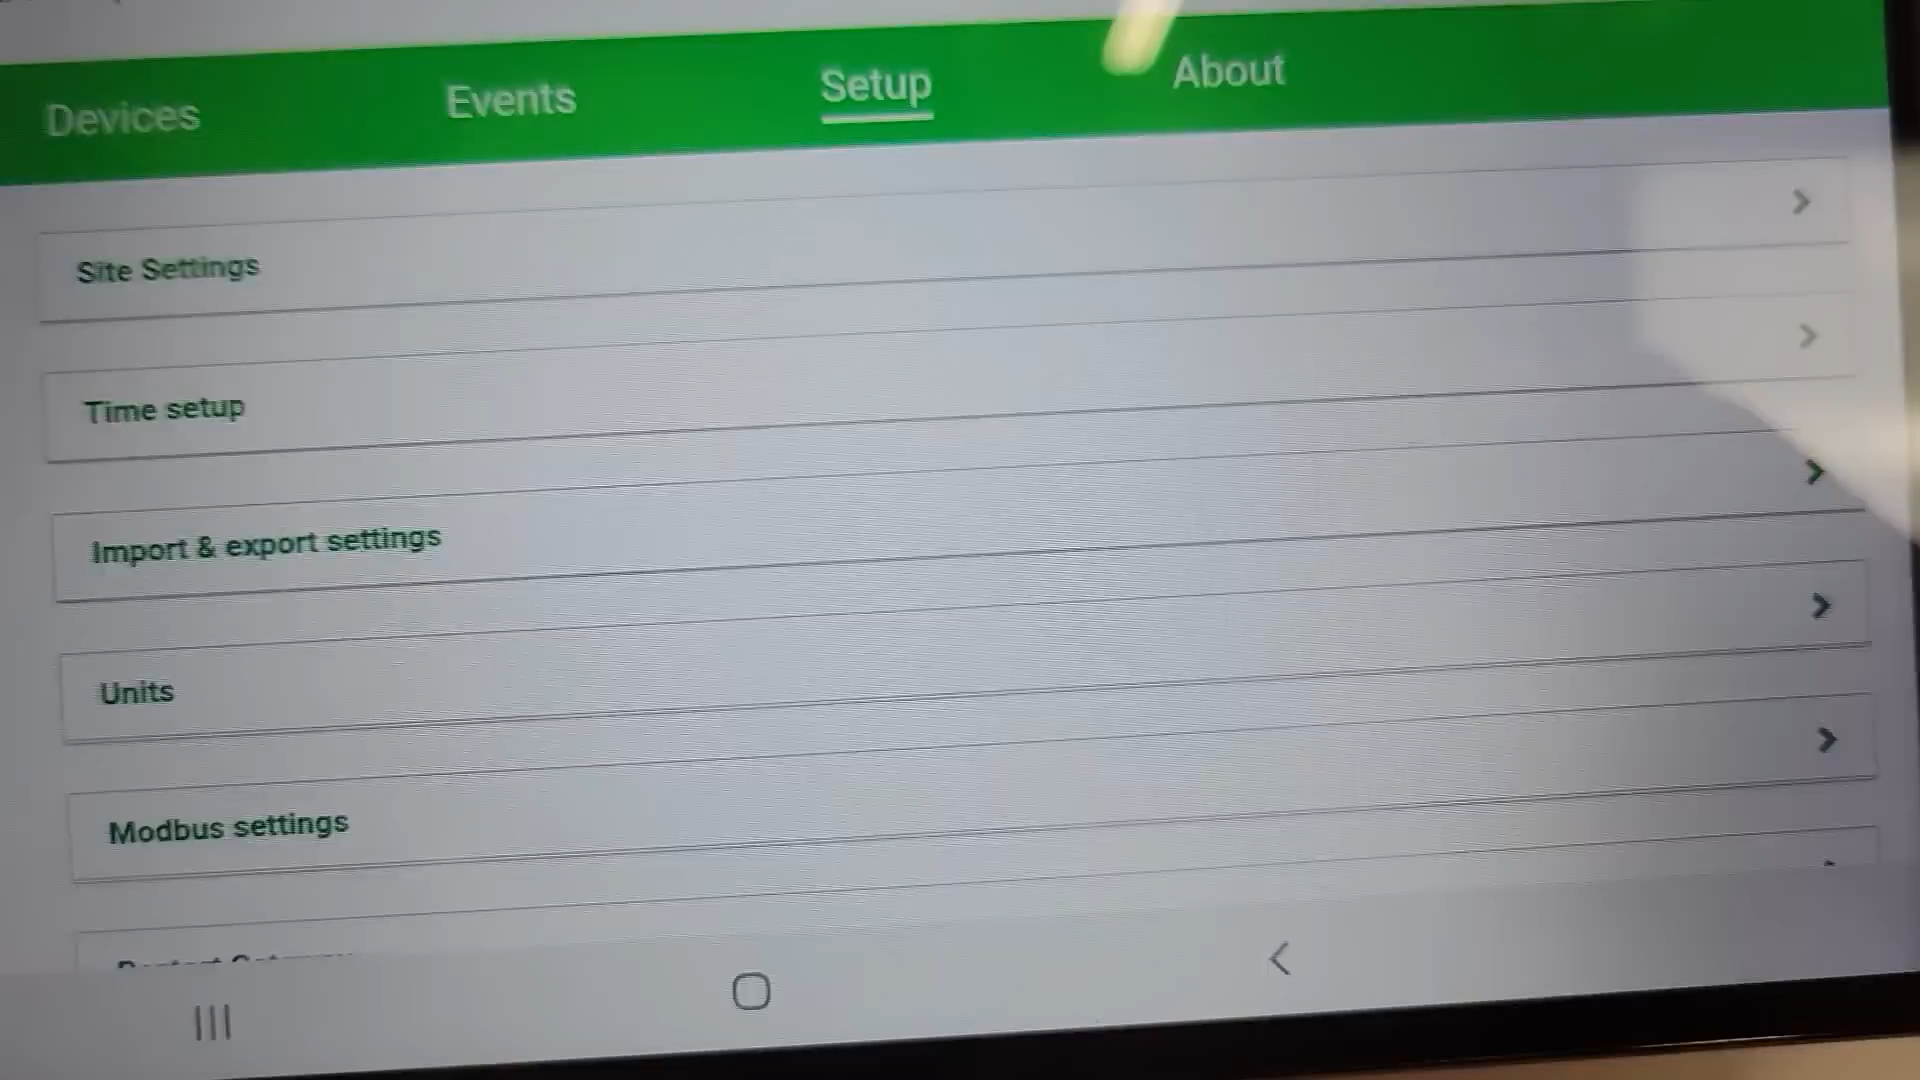 Devices Events Setup About
Site Settings
Time setup
Import & export settings
Units
Modbus settings